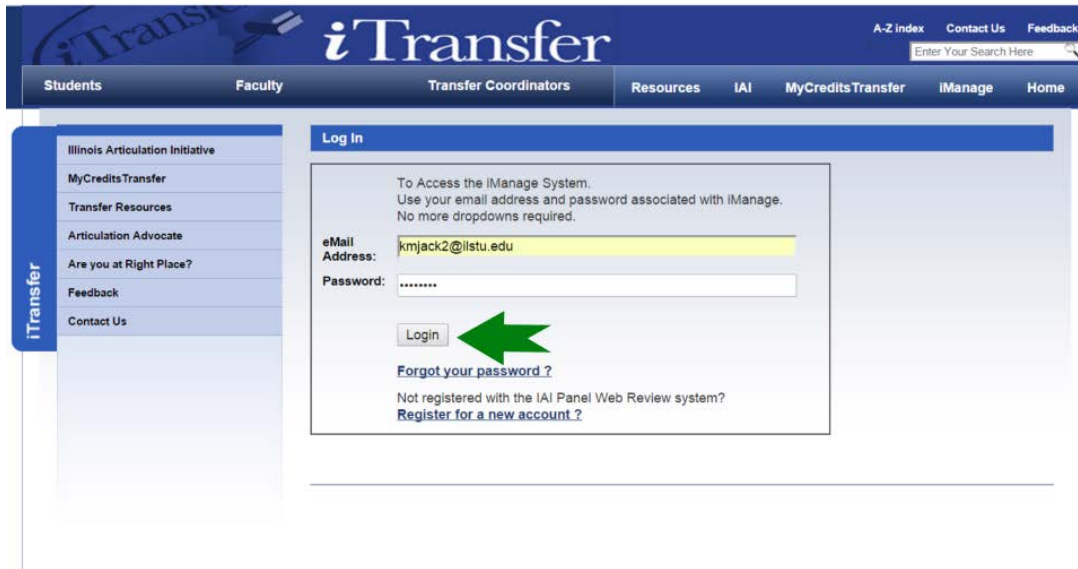 iTransfer
iTransfer
A-Z index Contact Us Feedback
Enter Your Search Here
Students Faculty Transfer Coordinators Resources IAI MyCreditsTransfer iManage Home
iTransfer
Illinois Articulation Initiative
MyCreditsTransfer
Transfer Resources
Articulation Advocate
Are you at Right Place?
Feedback
Contact Us
Log In
To Access the iManage System.
Use your email address and password associated with iManage.
No more dropdowns required.
eMail
Address:
kmjack2@ilstu.edu
Password: ••••••••
Login
Forgot your password ?
Not registered with the IAI Panel Web Review system?
Register for a new account ?